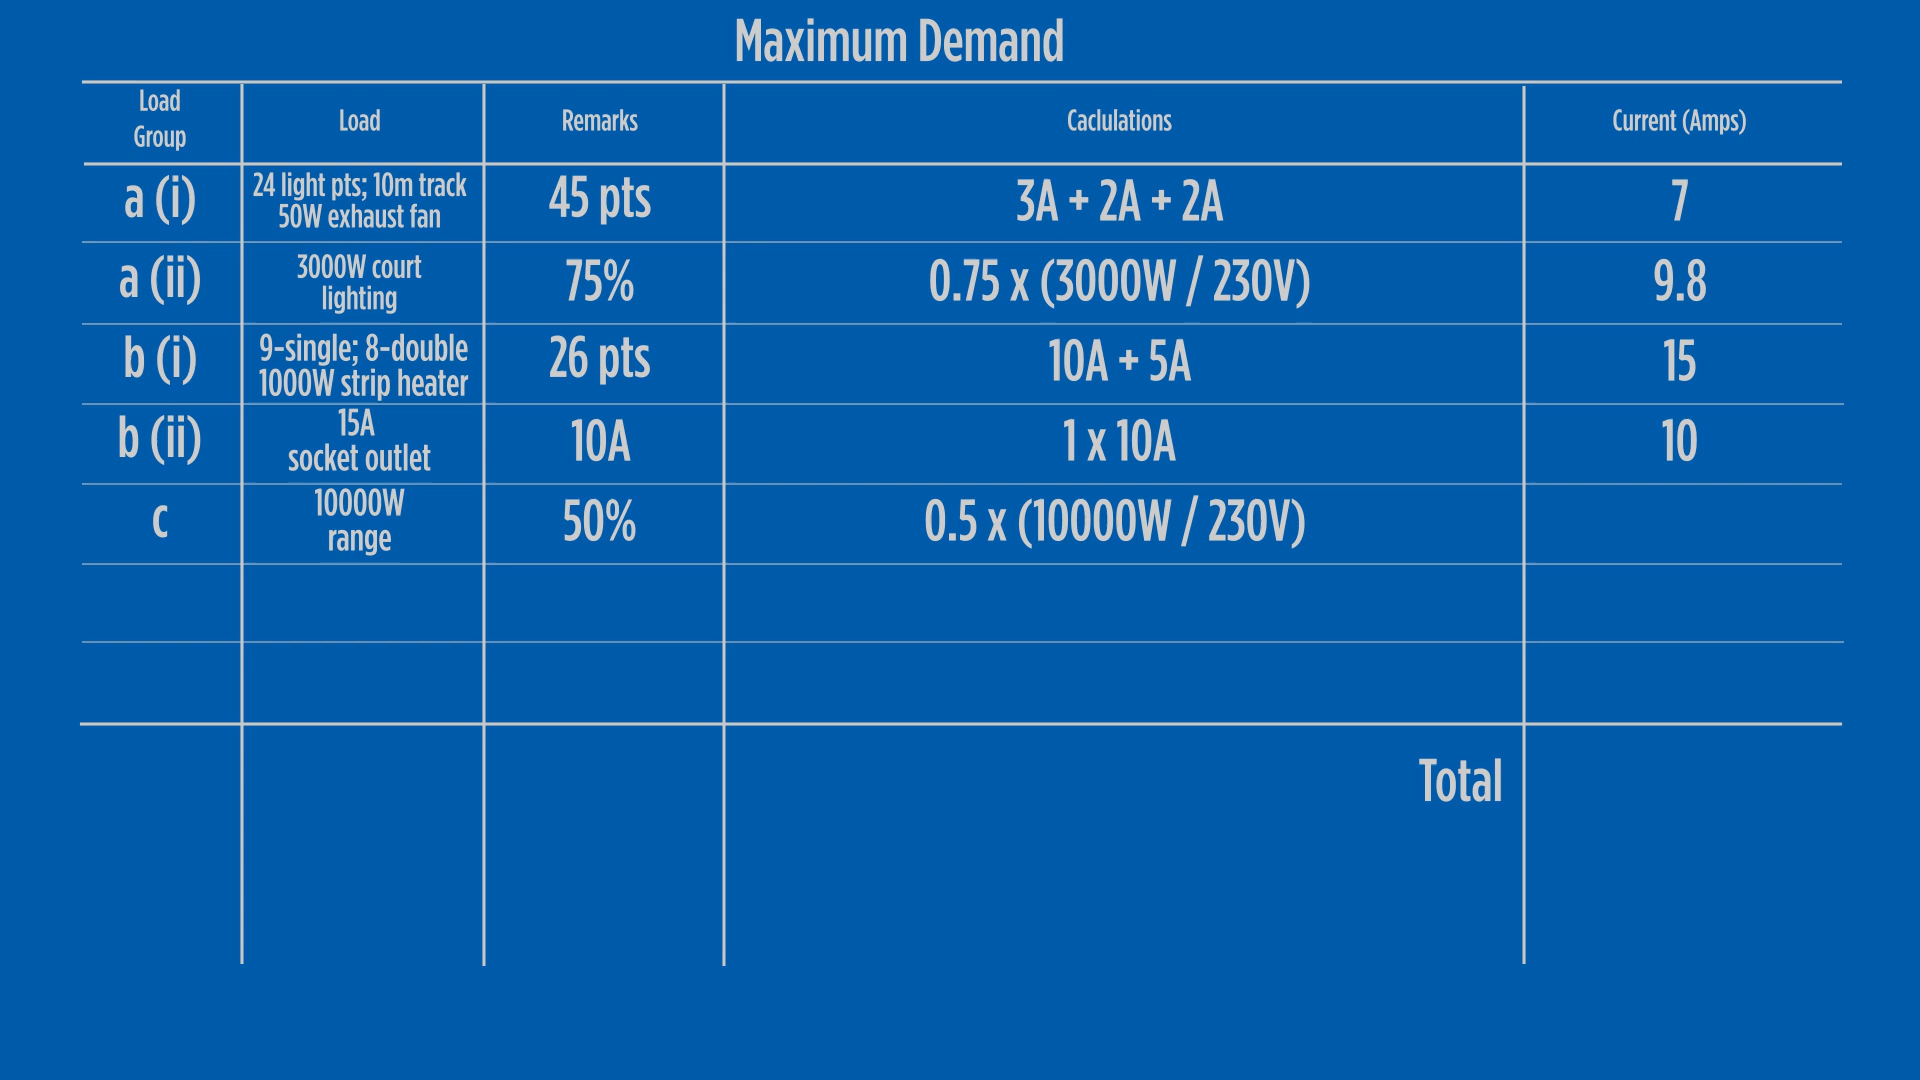 Maximum Demand
Load
Group
Load
Remarks
Caclulations
Current (Amps)
a (i)
24 light pts; 10m track
50W exhaust fan
45 pts
3A + 2A + 2A
7
a (ii)
3000W court
lighting
75%
0.75 x (3000W / 230V)
9.8
b (i)
9-single; 8-double
1000W strip heater
26 pts
10A + 5A
15
b (ii)
15A
socket outlet
10A
1 x 10A
10
c
10000W
range
50%
0.5 x (10000W / 230V)
Total